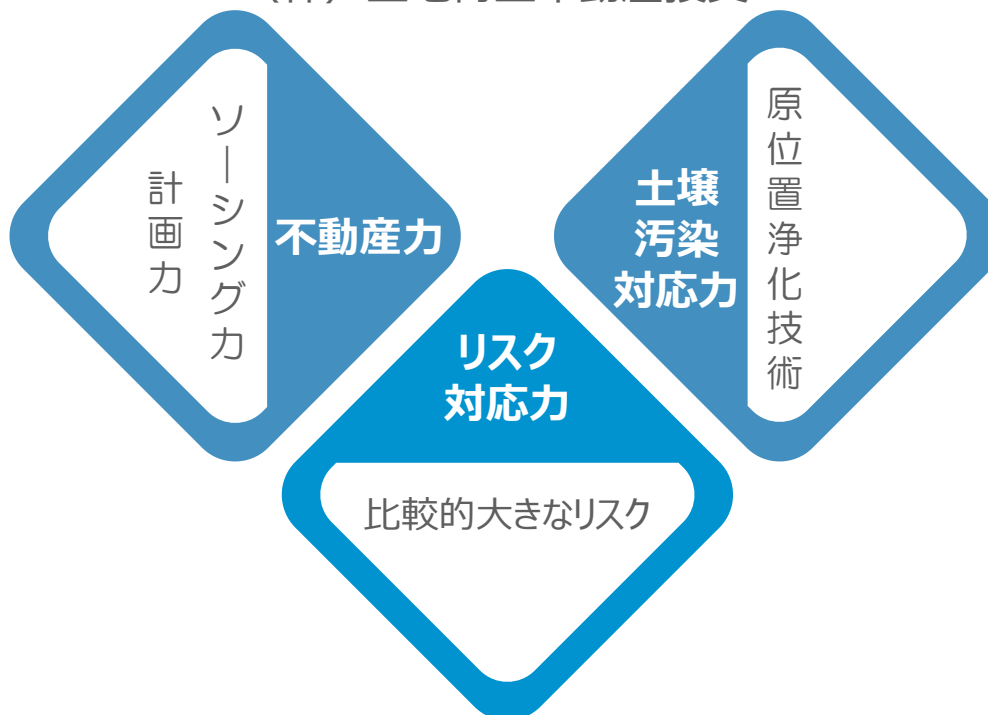 ソーシング力
計画力
不動産力
土壌
汚染
対応力
原位置浄化技術
リスク
対応力
比較的大きなリスク